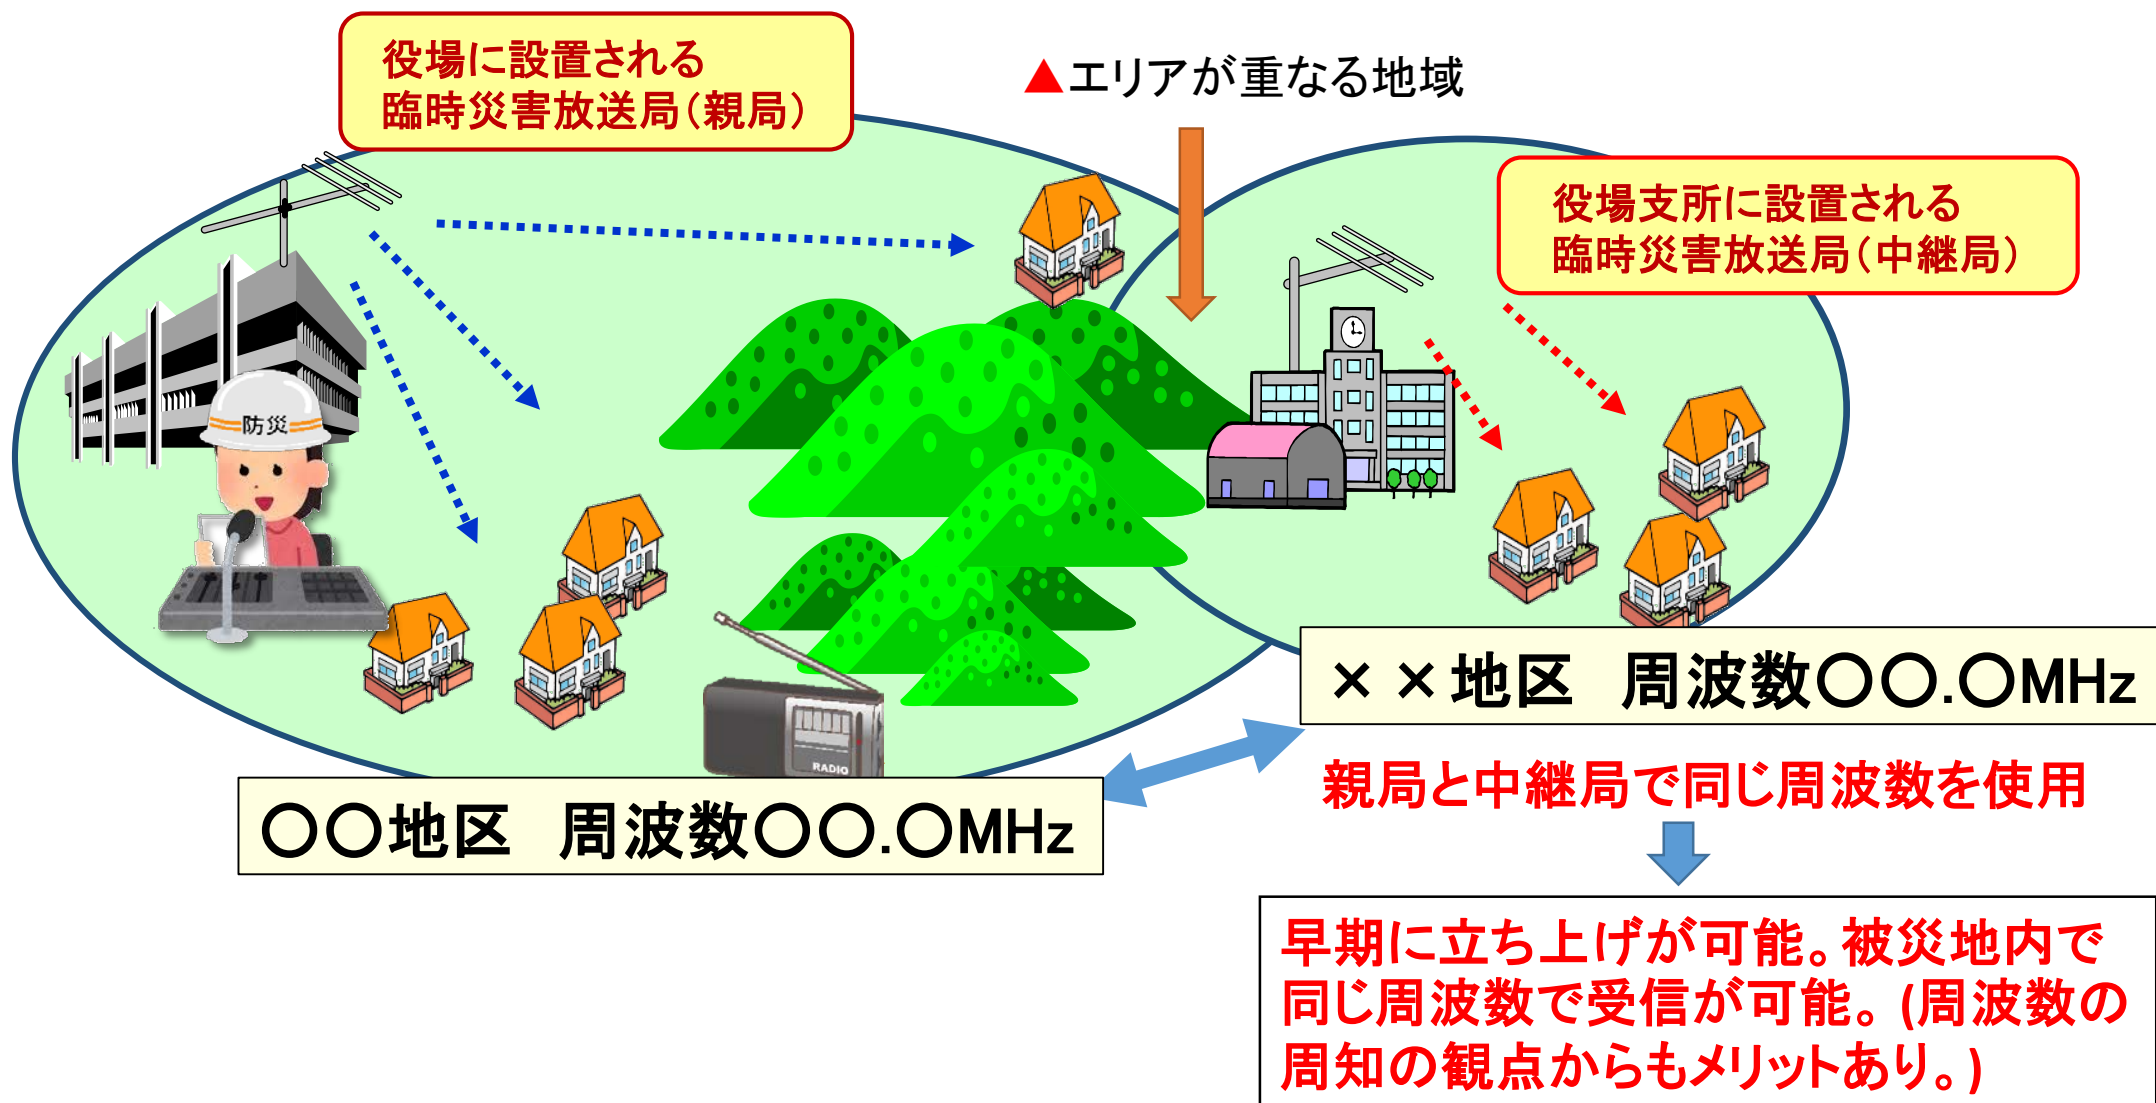 役場に設置される
臨時災害放送局（親局）
▲エリアが重なる地域
役場支所に設置される
臨時災害放送局（中継局）
防災
RADIO
××地区　周波数〇〇.〇MHz
〇〇地区　周波数〇〇.〇MHz
親局と中継局で同じ周波数を使用
早期に立ち上げが可能。被災地内で
同じ周波数で受信が可能。(周波数の
周知の観点からもメリットあり。)